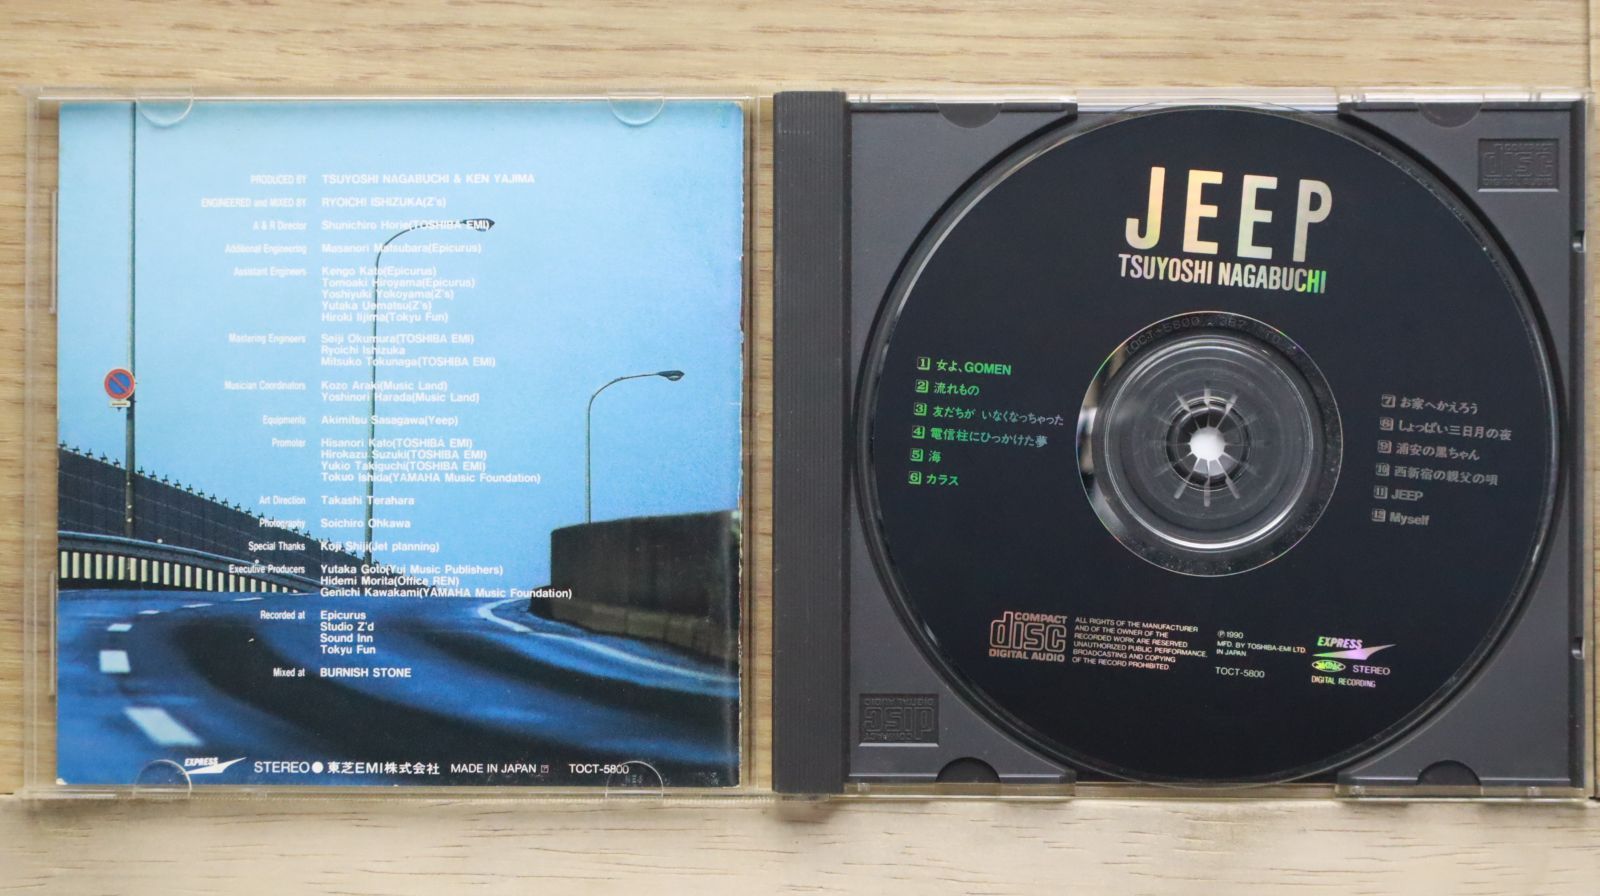 PRODUCED BY TSUYOSHI NAGABUCHI & KEN YAJIMA
ENGINEERED and MIXED BY RYOICHI ISHIZUKA(Z's)
A & R Director Shunichiro Horie(TOSHIBA EMI)
Additional Engineering Masanori Matsubara(Epicurus)
Assistant Engineers Kengo Kato(Epicurus)
Tomoaki Hiroyama(Epicurus)
Yoshiyuki Yokoyama(Z's)
Yutaka Uematsu(Z's)
Hiroki Iijima(Tokyu Fun)
Mastering Engineers Seiji Okumura(TOSHIBA EMI)
Ryoichi Ishizuka
Mitsuko Tokunaga(TOSHIBA EMI)
Musician Coordinators Kozo Araki(Music Land)
Yoshinori Harada(Music Land)
Equipments Akimitsu Sasagawa(Yeep)
Promoter Hisanori Kato(TOSHIBA EMI)
Hirokazu Suzuki(TOSHIBA EMI)
Yukio Takiguchi(TOSHIBA EMI)
Tokuo Ishida(YAMAHA Music Foundation)
Art Direction Takashi Terahara
Photography Soichiro Ohkawa
Special Thanks Koji Shiji(Jet planning)
Executive Producers Yutaka Goto(Yui Music Publishers)
Hidemi Morita(Office REN)
Genichi Kawakami(YAMAHA Music Foundation)
Recorded at Epicurus
Studio Z'd
Sound Inn
Tokyu Fun
Mixed at BURNISH STONE
EXPRESS STEREO ● 東芝EMI株式会社 MADE IN JAPAN TOCT-5800
JEEP
TSUYOSHI NAGABUCHI
1 女よ、GOMEN
2 流れもの
3 友だちが いなくなっちゃった
4 電信柱にひっかけた夢
5 海
6 カラス
7 お家へかえろう
8 しょっぱい三日月の夜
9 浦安の黒ちゃん
10 西新宿の親父の唄
11 JEEP
12 Myself
COMPACT
disc
DIGITAL AUDIO
ALL RIGHTS OF THE MANUFACTURER
AND OF THE OWNER OF THE
RECORDED WORK ARE RESERVED
UNAUTHORIZED PUBLIC PERFORMANCE,
BROADCASTING AND COPYING
OF THE RECORD PROHIBITED.
℗ 1990
MFD. BY TOSHIBA-EMI LTD.
IN JAPAN
TOCT-5800
EXPRESS
STEREO
DIGITAL RECORDING
TOCT-5800
COMPACT
disc
DIGITAL AUDIO
COMPACT
disc
DIGITAL AUDIO